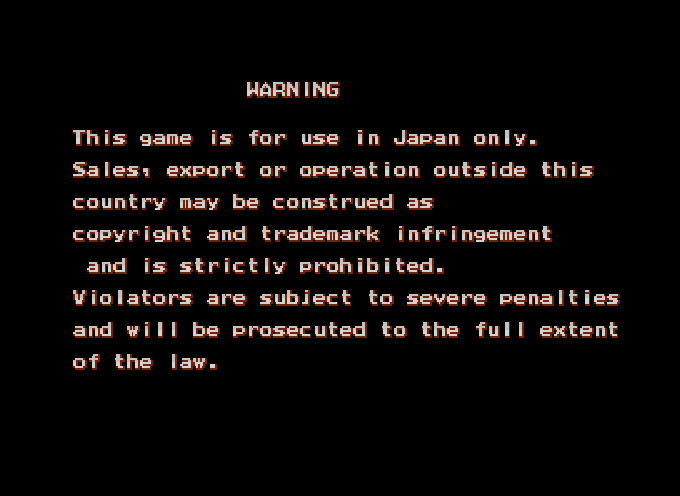 WARNING
This game is for use in Japan only.
Sales, export or operation outside this
country may be construed as
copyright and trademark infringement
and is strictly prohibited.
Violators are subject to severe penalties
and will be prosecuted to the full extent
of the law.